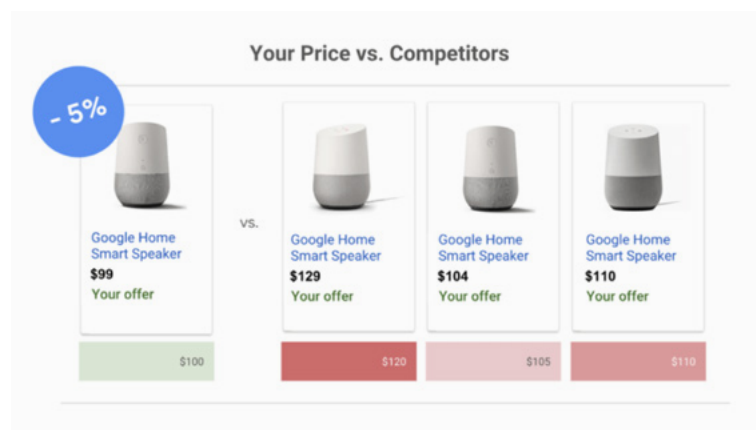 Your Price vs. Competitors
- 5%
Google Home
Smart Speaker
$99
Your offer
$100
vs.
Google Home
Smart Speaker
$129
Your offer
$120
Google Home
Smart Speaker
$104
Your offer
$105
Google Home
Smart Speaker
$110
Your offer
$110